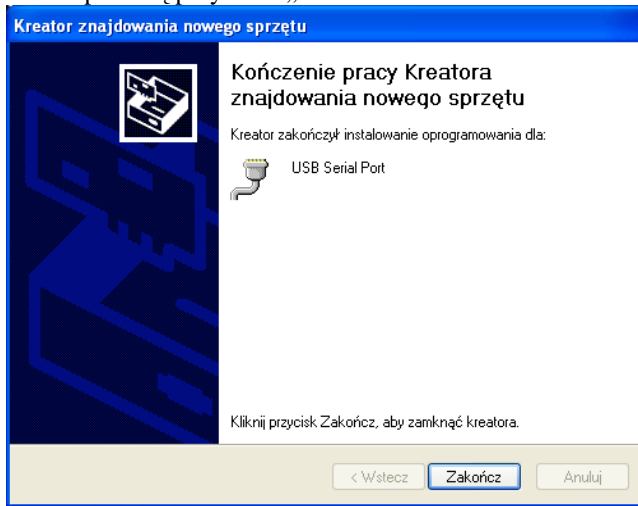 Kreator znajdowania nowego sprzętu
Kończenie pracy Kreatora
znajdowania nowego sprzętu
Kreator zakończył instalowanie oprogramowania dla:
USB Serial Port
Kliknij przycisk Zakończ, aby zamknąć kreatora.
< Wstecz
Zakończ
Anuluj